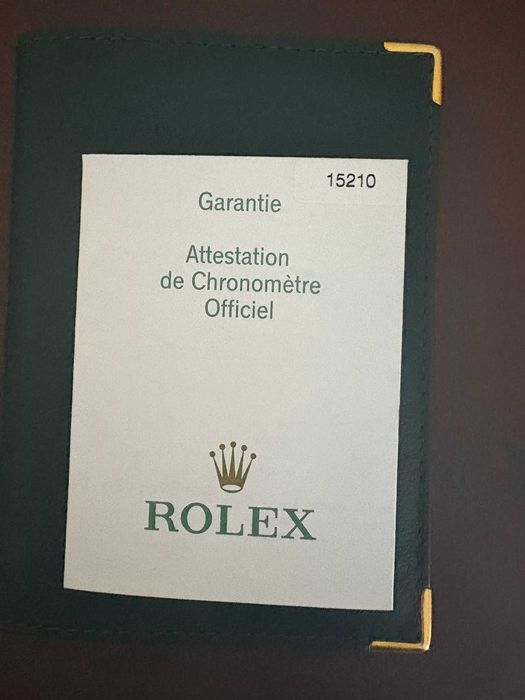 15210
Garantie
Attestation
de Chronomètre
Officiel
ROLEX